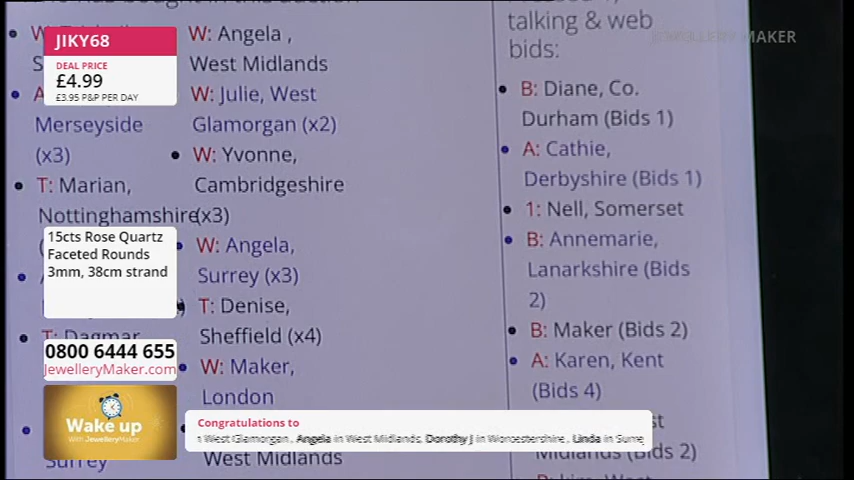 JIKY68
DEAL PRICE
£4.99
£3.95 P&P PER DAY
15cts Rose Quartz
Faceted Rounds
3mm, 38cm strand
0800 6444 655
JewelleryMaker.com
Wake up
With JewelleryMaker
Merseyside
(x3)
T: Marian,
Nottinghamshire
T: Dagmar
Surrey
W: Angela ,
West Midlands
W: Julie, West
Glamorgan (x2)
W: Yvonne,
Cambridgeshire
(x3)
W: Angela,
Surrey (x3)
T: Denise,
Sheffield (x4)
W: Maker,
London
West Midlands
talking & web
bids:
B: Diane, Co.
Durham (Bids 1)
A: Cathie,
Derbyshire (Bids 1)
1: Nell, Somerset
B: Annemarie,
Lanarkshire (Bids
2)
B: Maker (Bids 2)
A: Karen, Kent
(Bids 4)
Midlands (Bids 2)
JEWELLERY MAKER
Congratulations to
West Glamorgan , Angela in West Midlands, Dorothy J in Worcestershire , Linda in Surrey